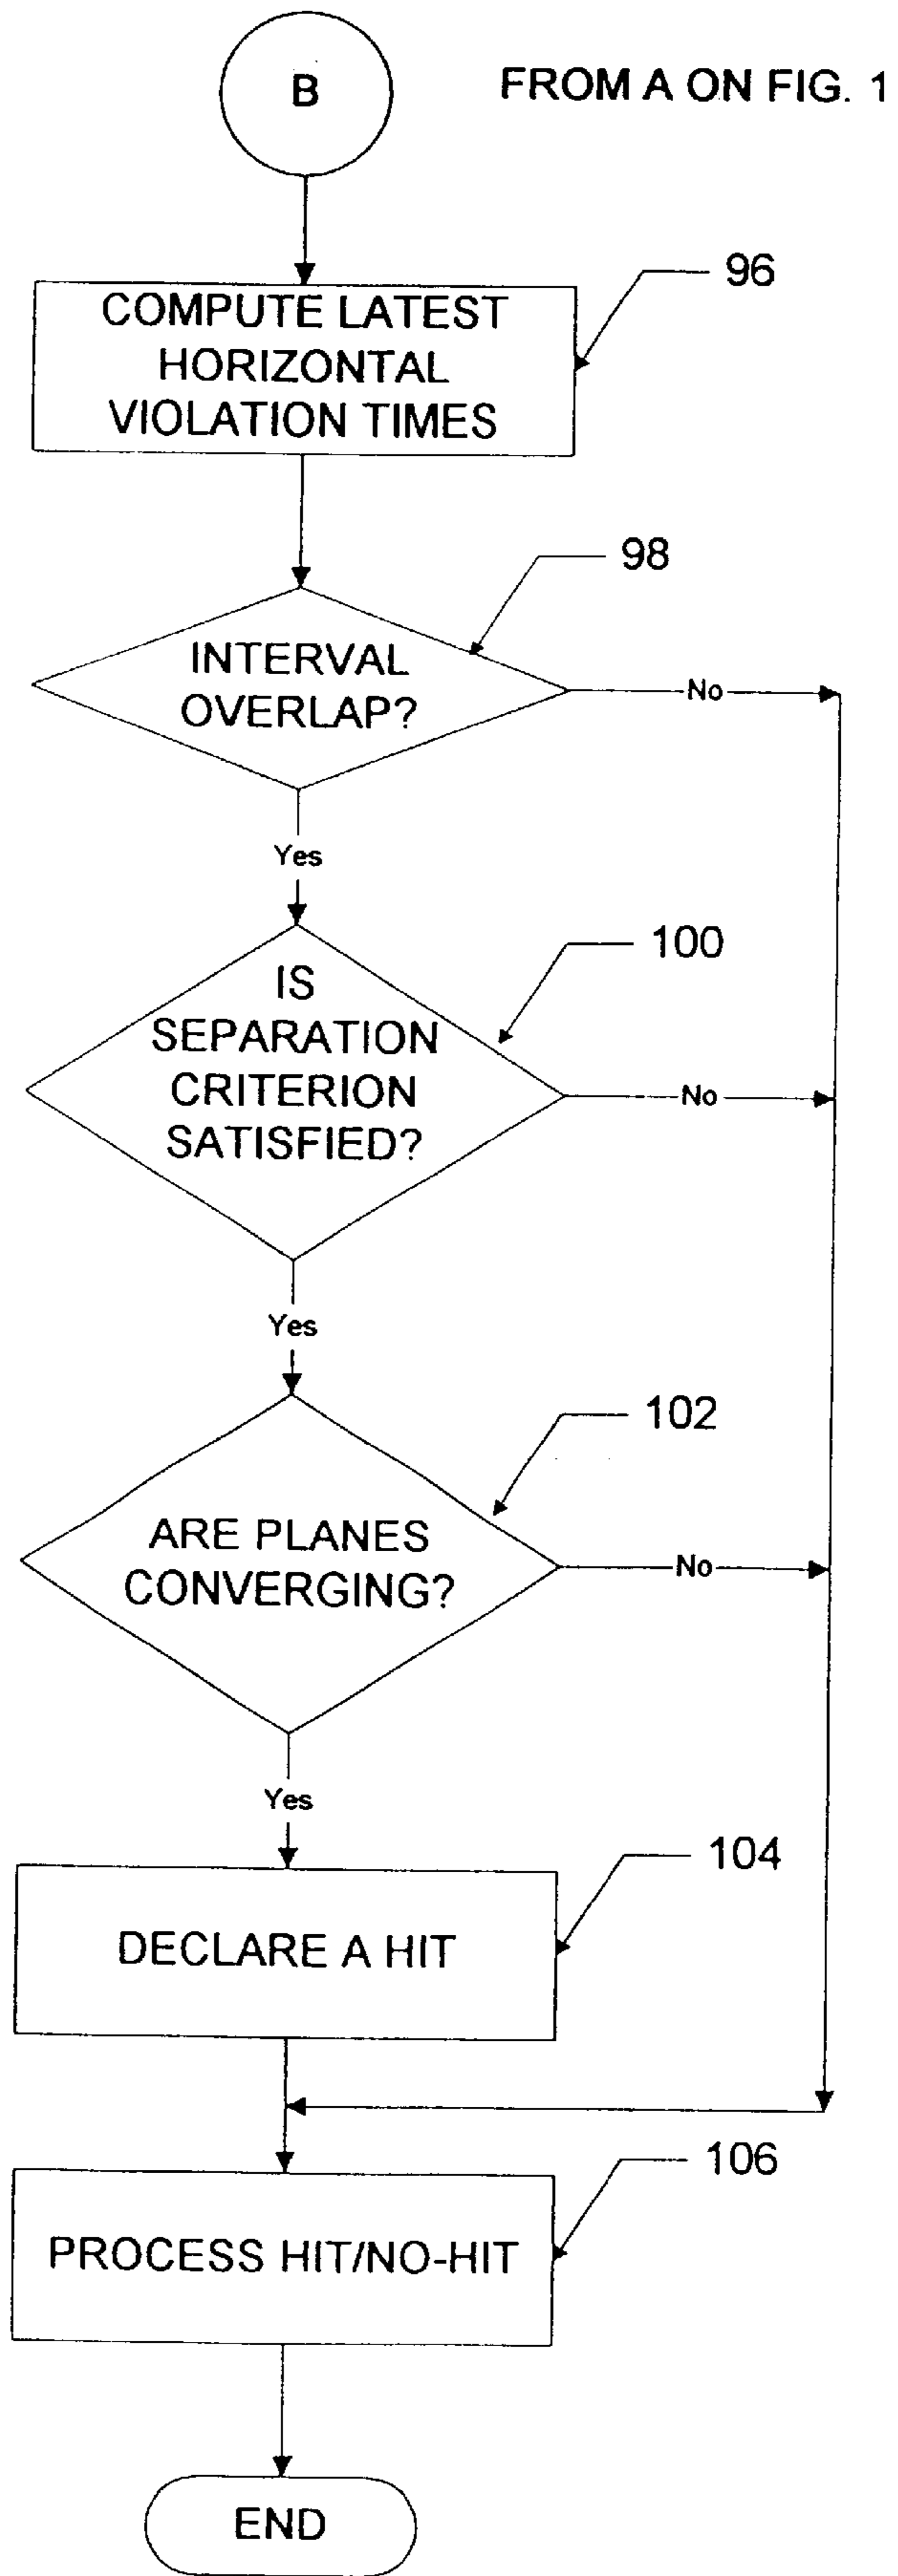 B
FROM A ON FIG. 1
96
COMPUTE LATEST
HORIZONTAL
VIOLATION TIMES
98
INTERVAL
OVERLAP?
No
Yes
100
IS
SEPARATION
CRITERION
SATISFIED?
No
Yes
102
ARE PLANES
CONVERGING?
No
Yes
104
DECLARE A HIT
106
PROCESS HIT/NO-HIT
END